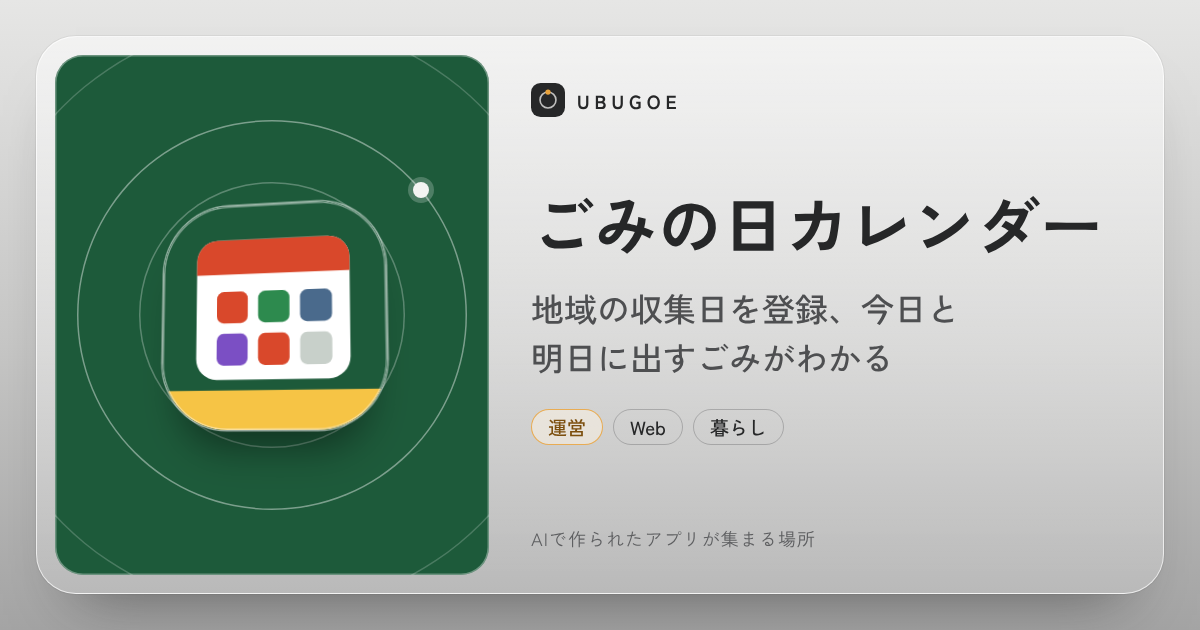 UBUGOE
ごみの日カレンダー
地域の収集日を登録、今日と
明日に出すごみがわかる
運営 Web 暮らし
AIで作られたアプリが集まる場所